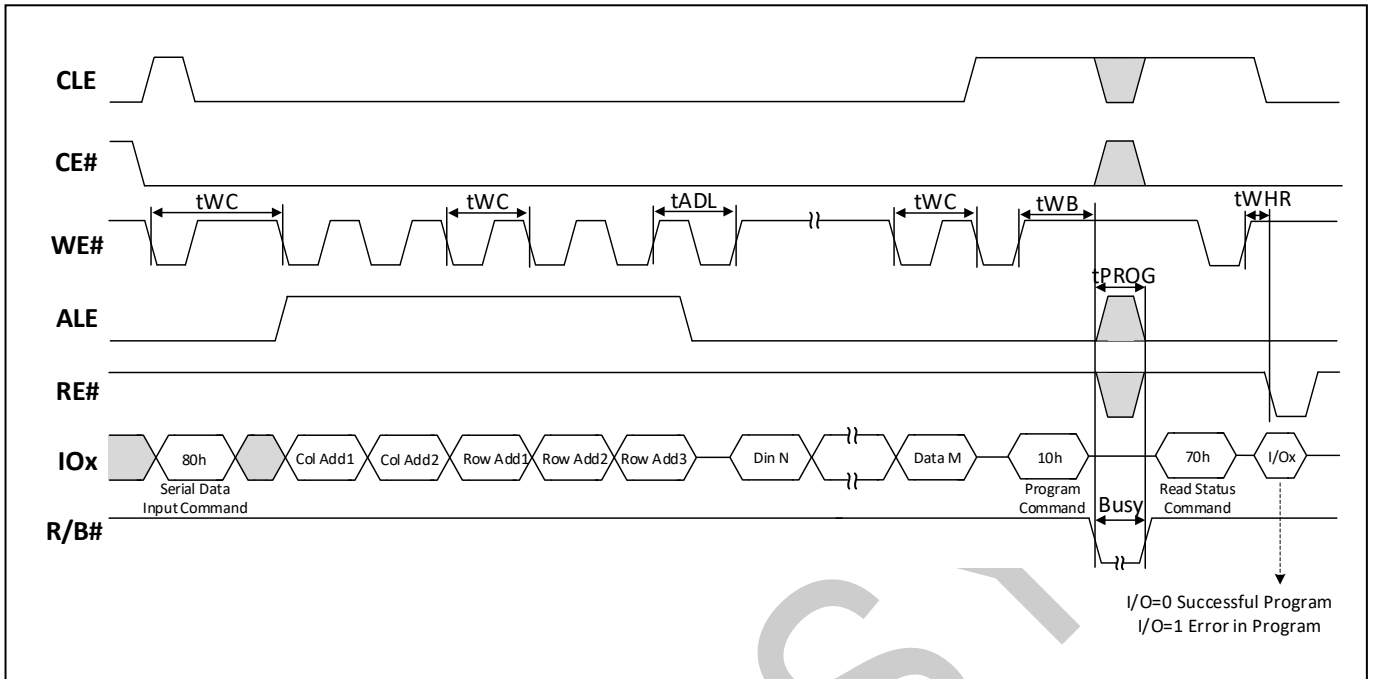 CLE
CE#
tWC tWC tADL tWC tWB tWHR
WE#
tPROG
ALE
RE#
IOx 80h Col Add1 Col Add2 Row Add1 Row Add2 Row Add3 Din N Data M 10h 70h I/Ox
Serial Data Input Command
Program Command
Read Status Command
Busy
R/B#
I/O=0 Successful Program
I/O=1 Error in Program